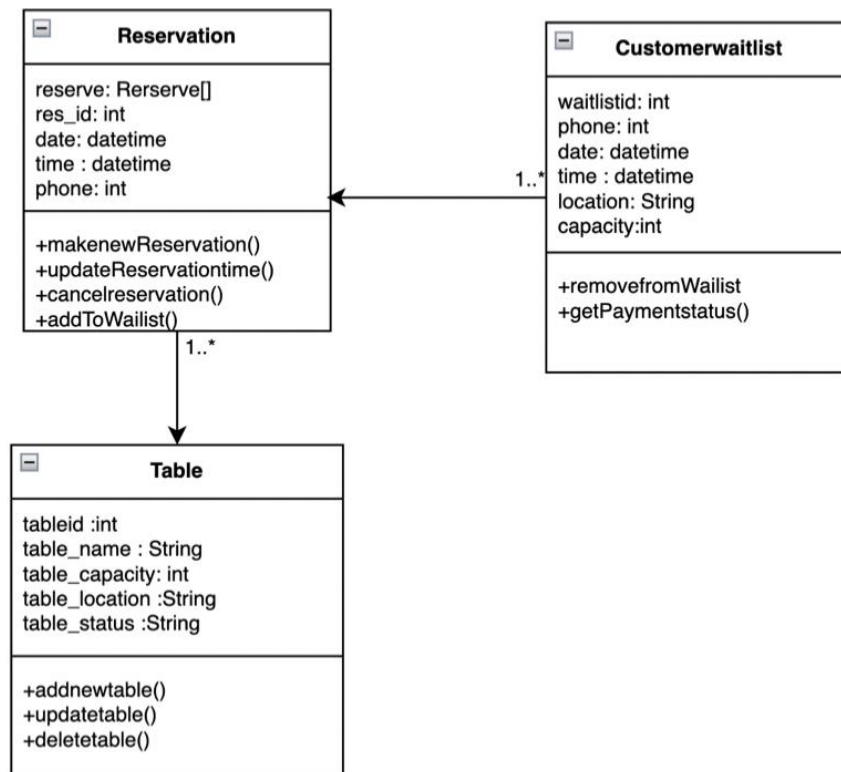 Reservation
reserve: Rerserve[]
res_id: int
date: datetime
time : datetime
phone: int
+makenewReservation()
+updateReservationtime()
+cancelreservation()
+addToWailist()
1..*
Customerwaitlist
waitlistid: int
phone: int
date: datetime
time : datetime
location: String
capacity:int
+removefromWailist
+getPaymentstatus()
1..*
Table
tableid :int
table_name : String
table_capacity: int
table_location :String
table_status :String
+addnewtable()
+updatetable()
+deletetable()